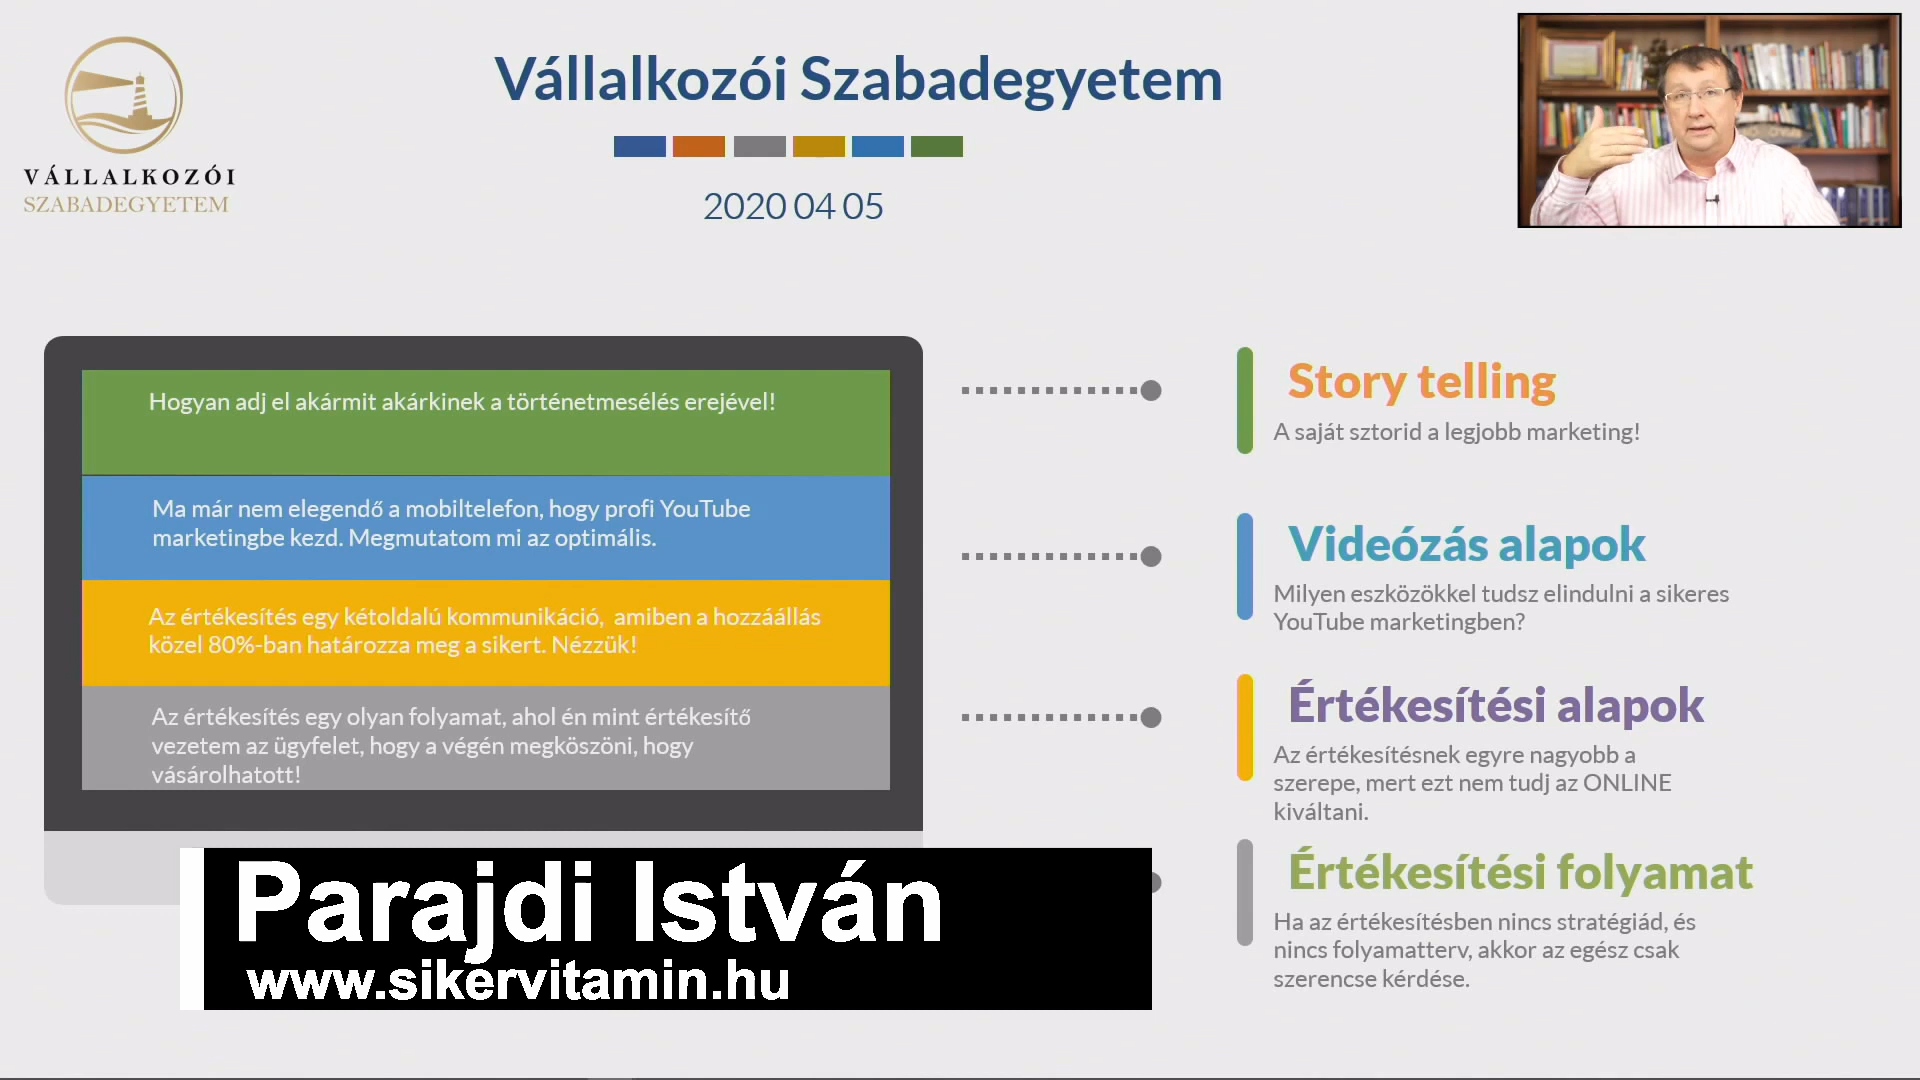 VÁLLALKOZÓI
SZABADEGYETEM
Vállalkozói Szabadegyetem
2020 04 05
Hogyan adj el akármit akárkinek a történetmesélés erejével!
Ma már nem elegendő a mobiltelefon, hogy profi YouTube
marketingbe kezd. Megmutatom mi az optimális.
Az értékesítés egy kétoldalú kommunikáció, amiben a hozzáállás
közel 80%-ban határozza meg a sikert. Nézzük!
Az értékesítés egy olyan folyamat, ahol én mint értékesítő
vezetem az ügyfelet, hogy a végén megköszöni, hogy
vásárolhatott!
Story telling
A saját sztorid a legjobb marketing!
Videózás alapok
Milyen eszközökkel tudsz elindulni a sikeres
YouTube marketingben?
Értékesítési alapok
Az értékesítésnek egyre nagyobb a
szerepe, mert ezt nem tudj az ONLINE
kiváltani.
Értékesítési folyamat
Ha az értékesítésben nincs stratégiád, és
nincs folyamatterv, akkor az egész csak
szerencse kérdése.
Parajdi István
www.sikervitamin.hu